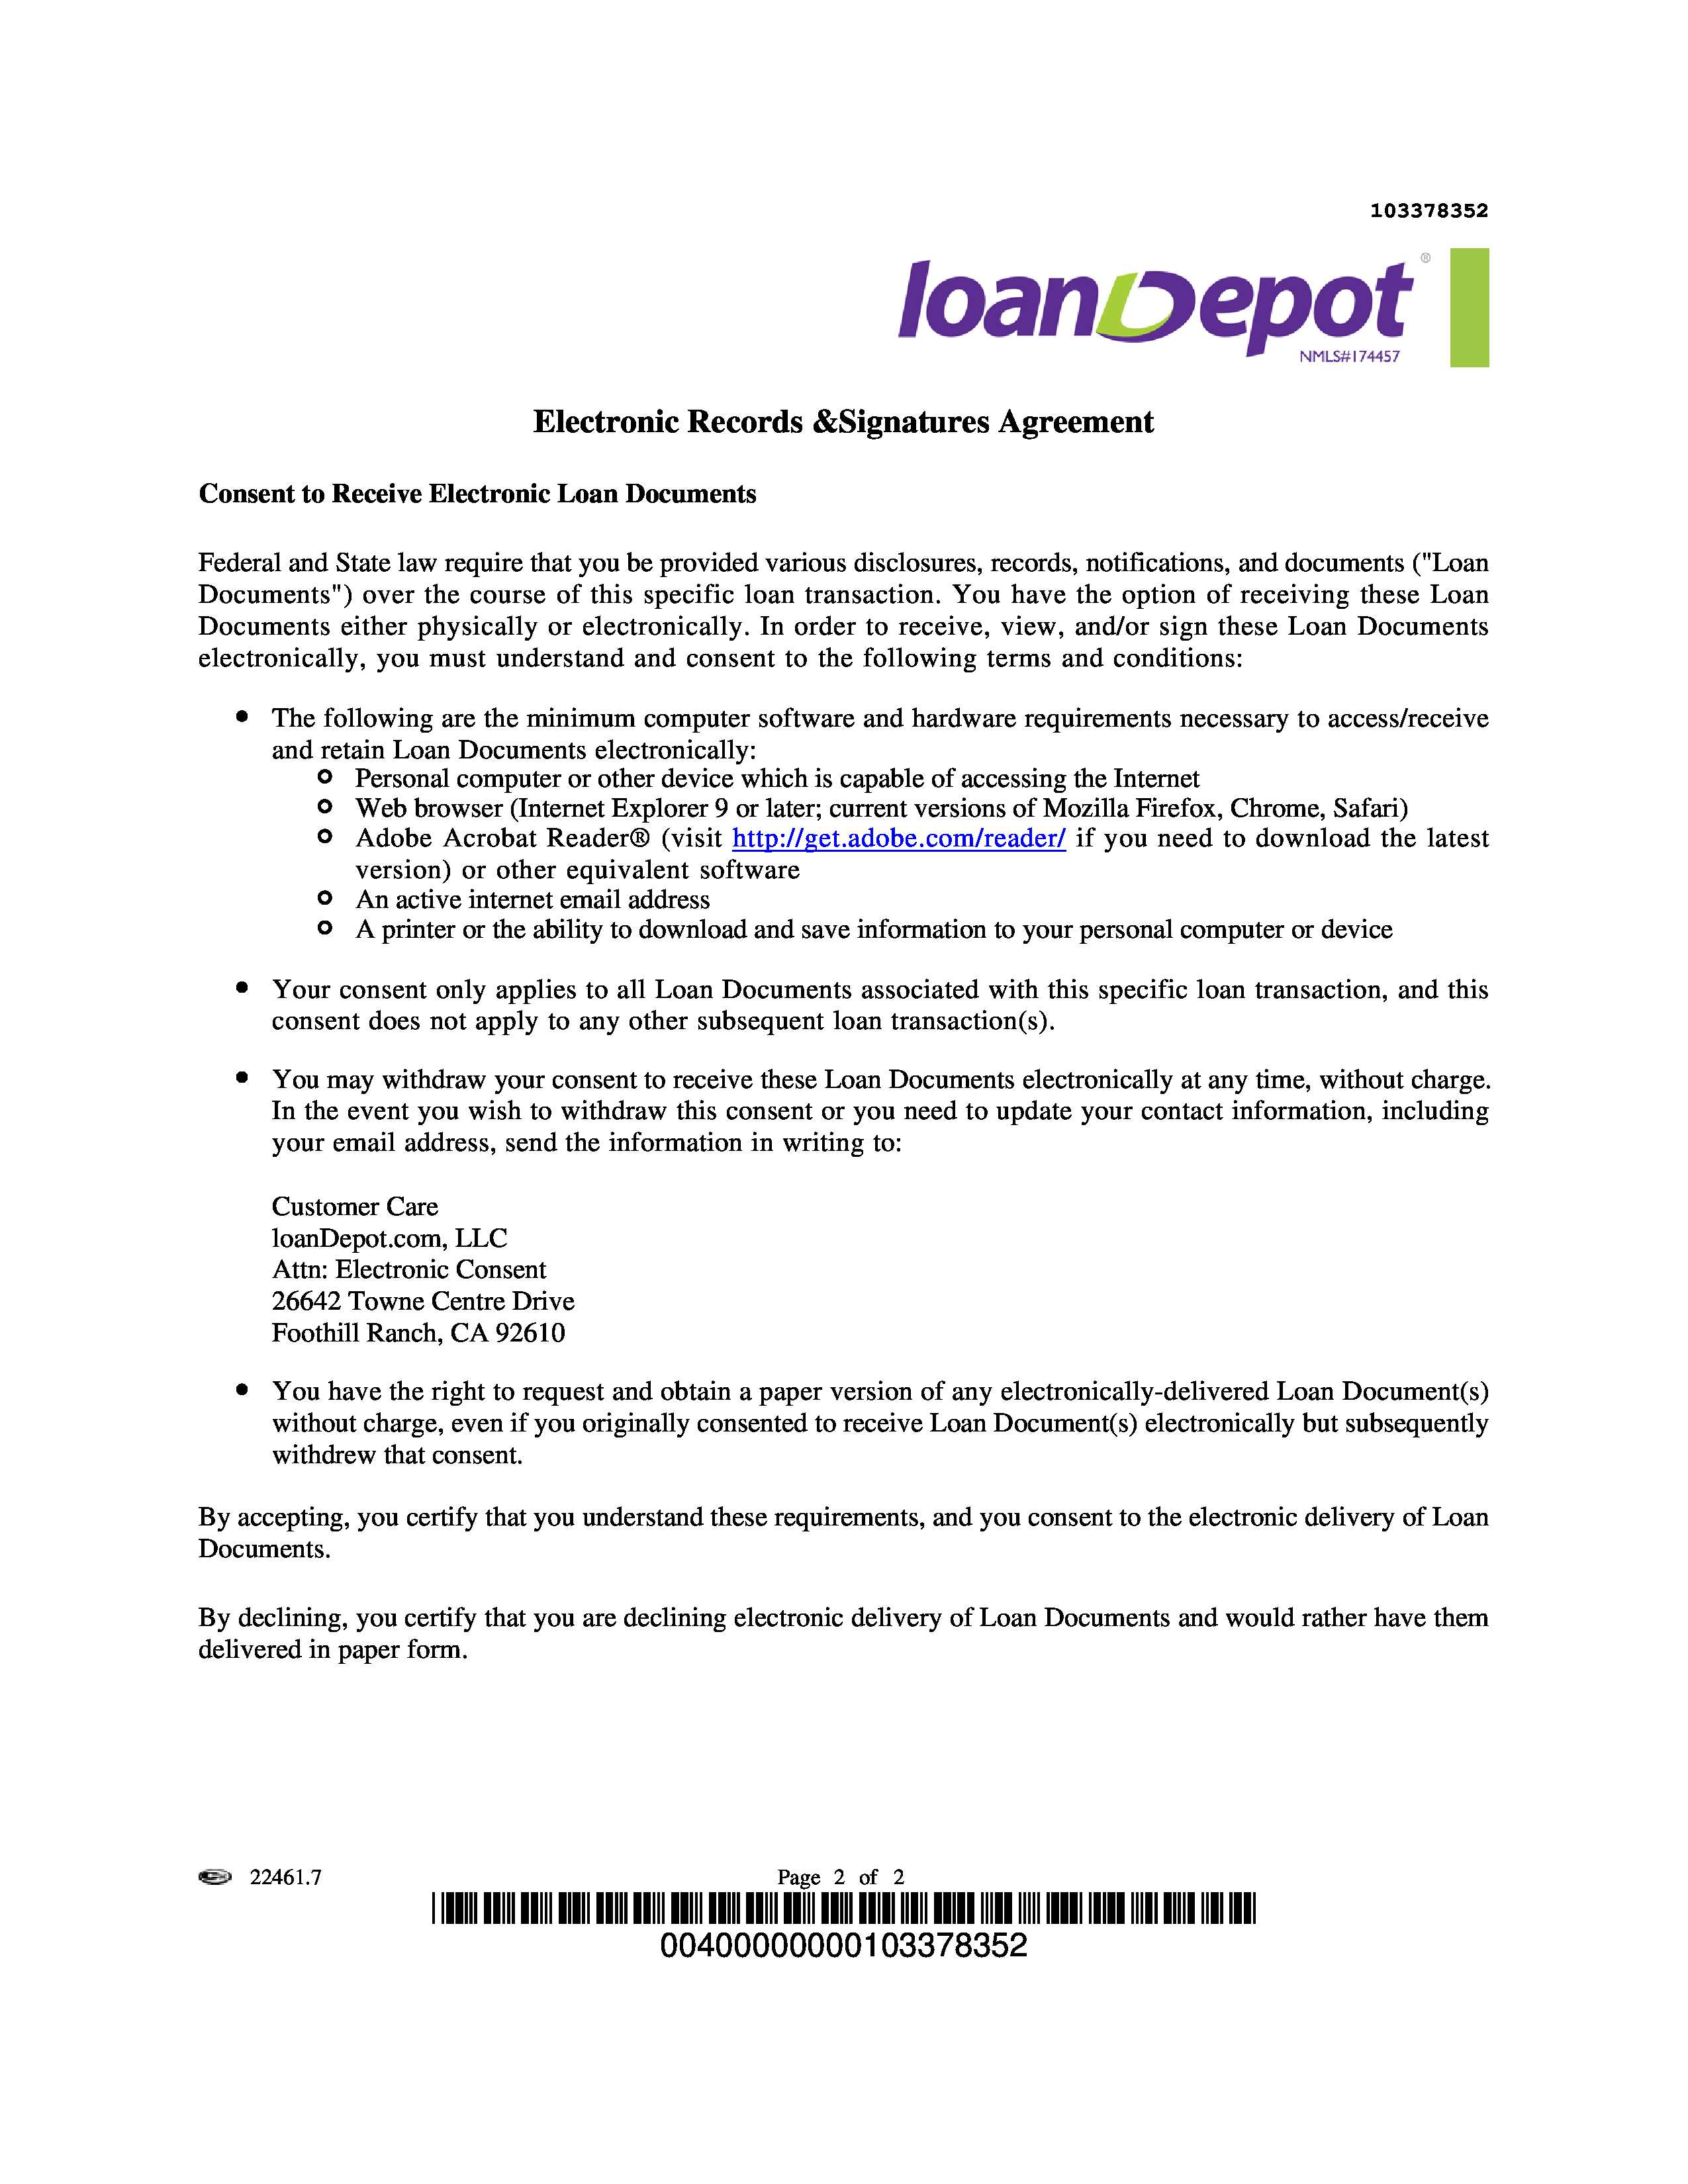 103378352
loanDepot®
NMLS#174457
Electronic Records &Signatures Agreement
Consent to Receive Electronic Loan Documents
Federal and State law require that you be provided various disclosures, records, notifications, and documents ("Loan
Documents") over the course of this specific loan transaction. You have the option of receiving these Loan
Documents either physically or electronically. In order to receive, view, and/or sign these Loan Documents
electronically, you must understand and consent to the following terms and conditions:
• The following are the minimum computer software and hardware requirements necessary to access/receive
and retain Loan Documents electronically:
o Personal computer or other device which is capable of accessing the Internet
o Web browser (Internet Explorer 9 or later; current versions of Mozilla Firefox, Chrome, Safari)
o Adobe Acrobat Reader® (visit http://get.adobe.com/reader/ if you need to download the latest
version) or other equivalent software
o An active internet email address
o A printer or the ability to download and save information to your personal computer or device
• Your consent only applies to all Loan Documents associated with this specific loan transaction, and this
consent does not apply to any other subsequent loan transaction(s).
• You may withdraw your consent to receive these Loan Documents electronically at any time, without charge.
In the event you wish to withdraw this consent or you need to update your contact information, including
your email address, send the information in writing to:
Customer Care
loanDepot.com, LLC
Attn: Electronic Consent
26642 Towne Centre Drive
Foothill Ranch, CA 92610
• You have the right to request and obtain a paper version of any electronically-delivered Loan Document(s)
without charge, even if you originally consented to receive Loan Document(s) electronically but subsequently
withdrew that consent.
By accepting, you certify that you understand these requirements, and you consent to the electronic delivery of Loan
Documents.
By declining, you certify that you are declining electronic delivery of Loan Documents and would rather have them
delivered in paper form.
22461.7 Page 2 of 2
00400000000103378352